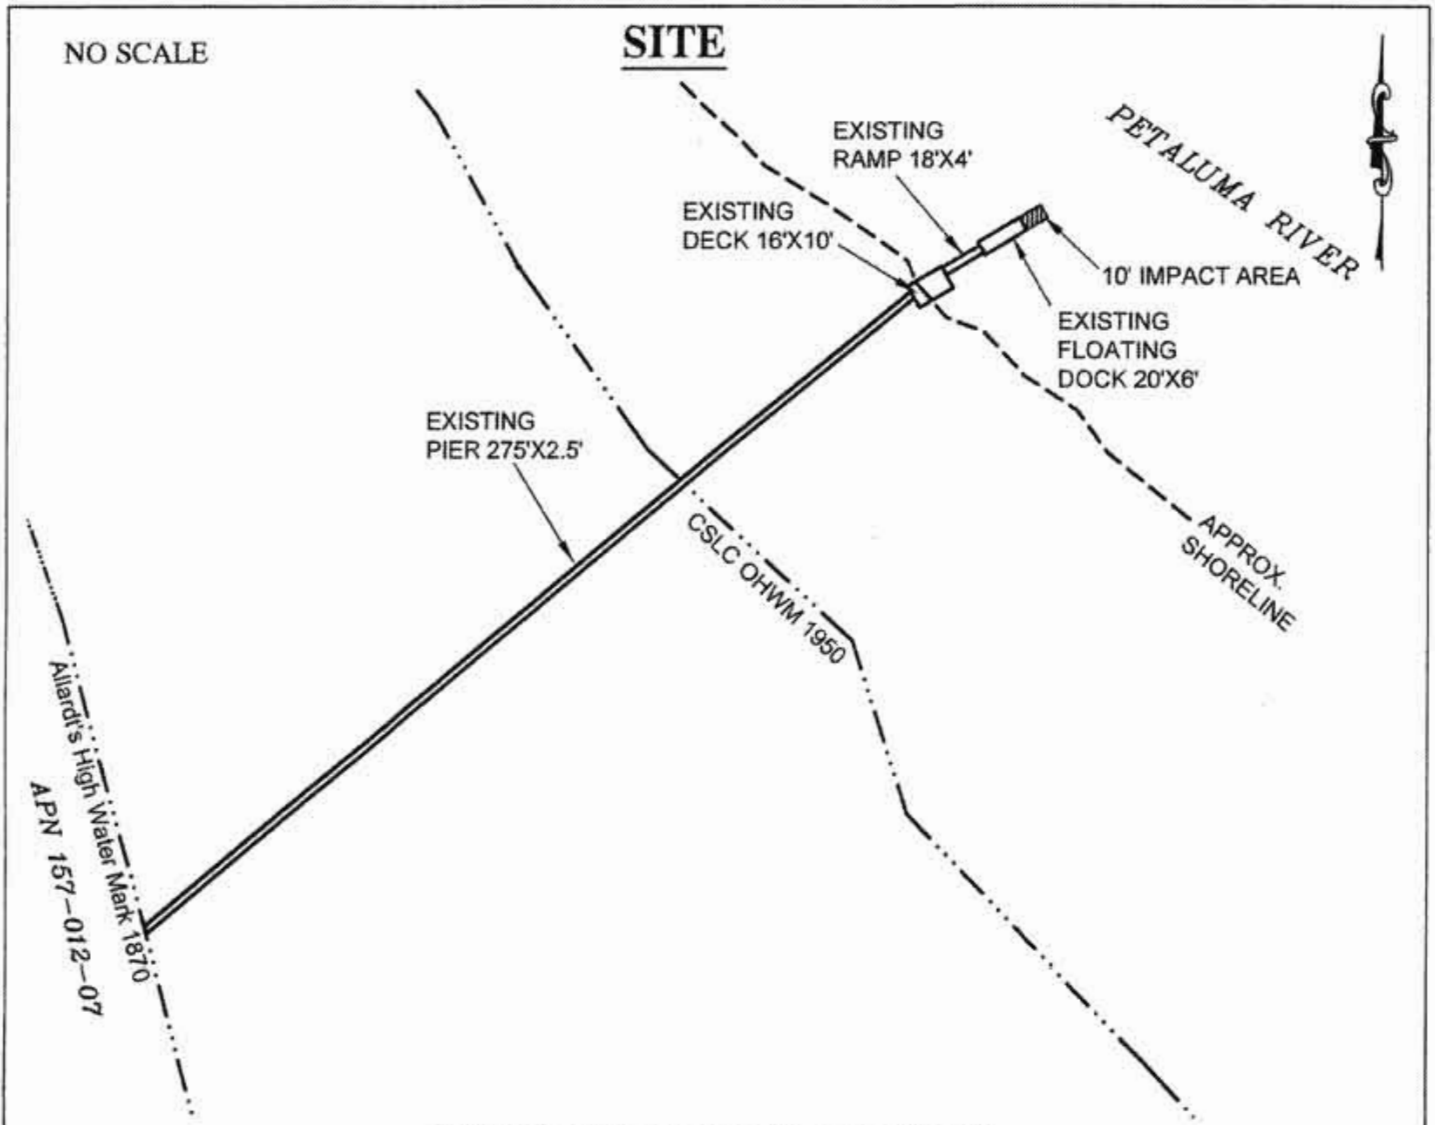 NO SCALE
SITE
EXISTING
RAMP 18'X4'
PETALUMA RIVER
EXISTING
DECK 16'X10'
10' IMPACT AREA
EXISTING
FLOATING
DOCK 20'X6'
EXISTING
PIER 275'X2.5'
CSLC OHWM 1950
APPROX.
SHORELINE
Allardt's High Water Mark 1870
APN 157-012-07